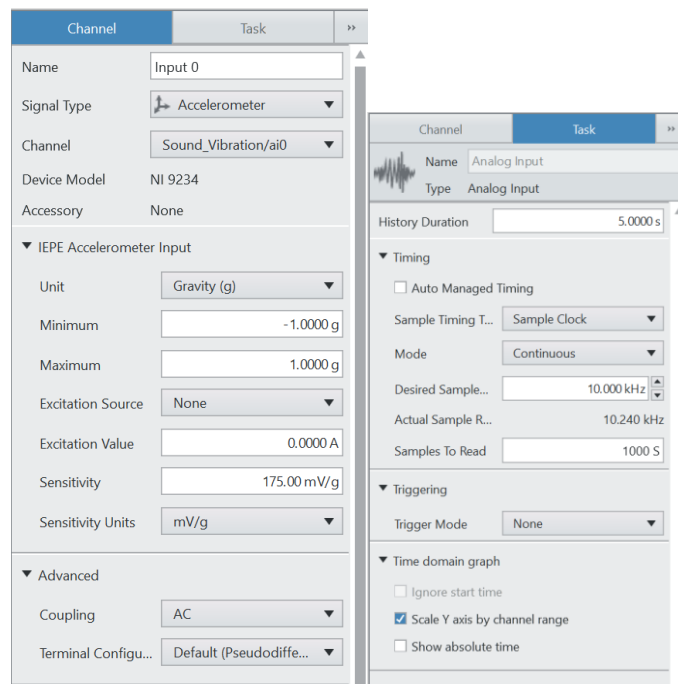 Channel Task ››
Name Input 0
Signal Type Accelerometer
Channel Sound_Vibration/ai0
Device Model NI 9234
Accessory None
IEPE Accelerometer Input
Unit Gravity (g)
Minimum -1.0000 g
Maximum 1.0000 g
Excitation Source None
Excitation Value 0.0000 A
Sensitivity 175.00 mV/g
Sensitivity Units mV/g
Advanced
Coupling AC
Terminal Configu... Default (Pseudodiffe...
Channel Task ››
Name Analog Input
Type Analog Input
History Duration 5.0000 s
Timing
Auto Managed Timing
Sample Timing T... Sample Clock
Mode Continuous
Desired Sample... 10.000 kHz
Actual Sample R... 10.240 kHz
Samples To Read 1000 S
Triggering
Trigger Mode None
Time domain graph
Ignore start time
Scale Y axis by channel range
Show absolute time